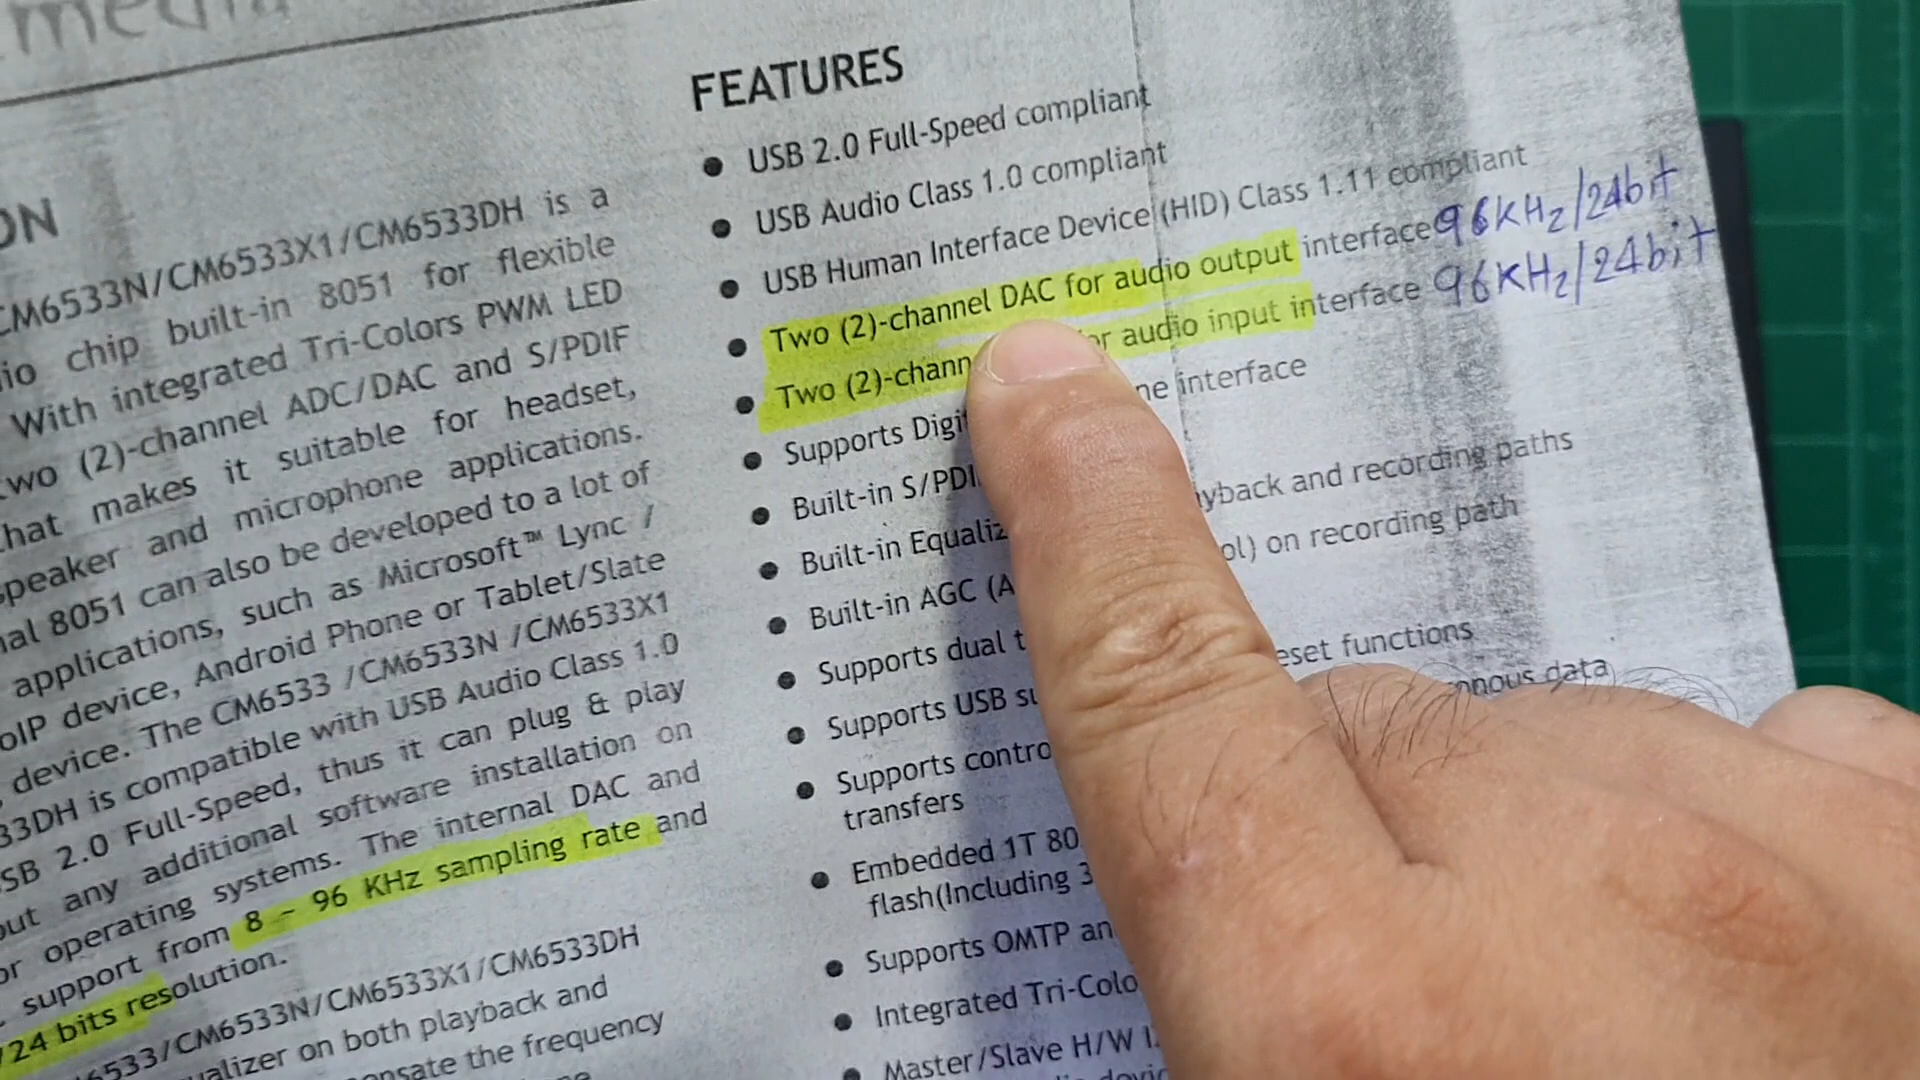 FEATURES
USB 2.0 Full-Speed compliant
USB Audio Class 1.0 compliant
USB Human Interface Device (HID) Class 1.11 compliant
Two (2)-channel DAC for audio output interface 96KHz/24bit
Two (2)-chann or audio input interface 96KHz/24bit
Supports Digi ne interface
Built-in S/PDI
Built-in Equaliz yback and recording paths
Built-in AGC (A ol) on recording path
Supports dual t
Supports USB su eset functions
Supports contro onous data
transfers
Embedded 1T 80
flash(Including 3
Supports OMTP an
Integrated Tri-Colo
Master/Slave H/W I
ON
CM6533N/CM6533X1/CM6533DH is a
io chip built-in 8051 for flexible
With integrated Tri-Colors PWM LED
two (2)-channel ADC/DAC and S/PDIF
that makes it suitable for headset,
speaker and microphone applications.
nal 8051 can also be developed to a lot of
applications, such as Microsoft™ Lync /
oIP device, Android Phone or Tablet/Slate
device. The CM6533 /CM6533N /CM6533X1
33DH is compatible with USB Audio Class 1.0
SB 2.0 Full-Speed, thus it can plug & play
out any additional software installation on
or operating systems. The internal DAC and
support from 8 - 96 KHz sampling rate and
/24 bits resolution.
6533/CM6533N/CM6533X1/CM6533DH
ualizer on both playback and
ensate the frequency